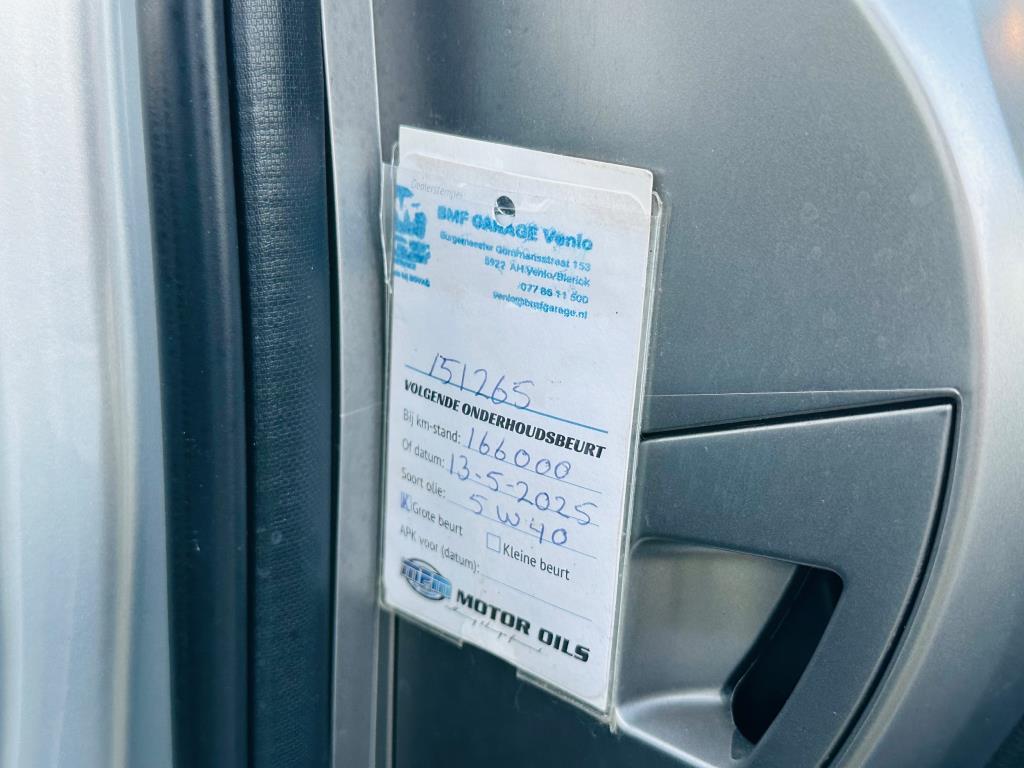 Dealerstempel:
BMF GARAGE Venlo
Burgemeester Gommansstraat 153
5922 AH Venlo/Blerick
077 86 11 500
venlo@bmfgarage.nl
151265
VOLGENDE ONDERHOUDSBEURT
Bij km-stand: 166000
Of datum: 13-5-2025
Soort olie: 5W40
Grote beurt Kleine beurt
APK voor (datum):
mpm MOTOR OILS